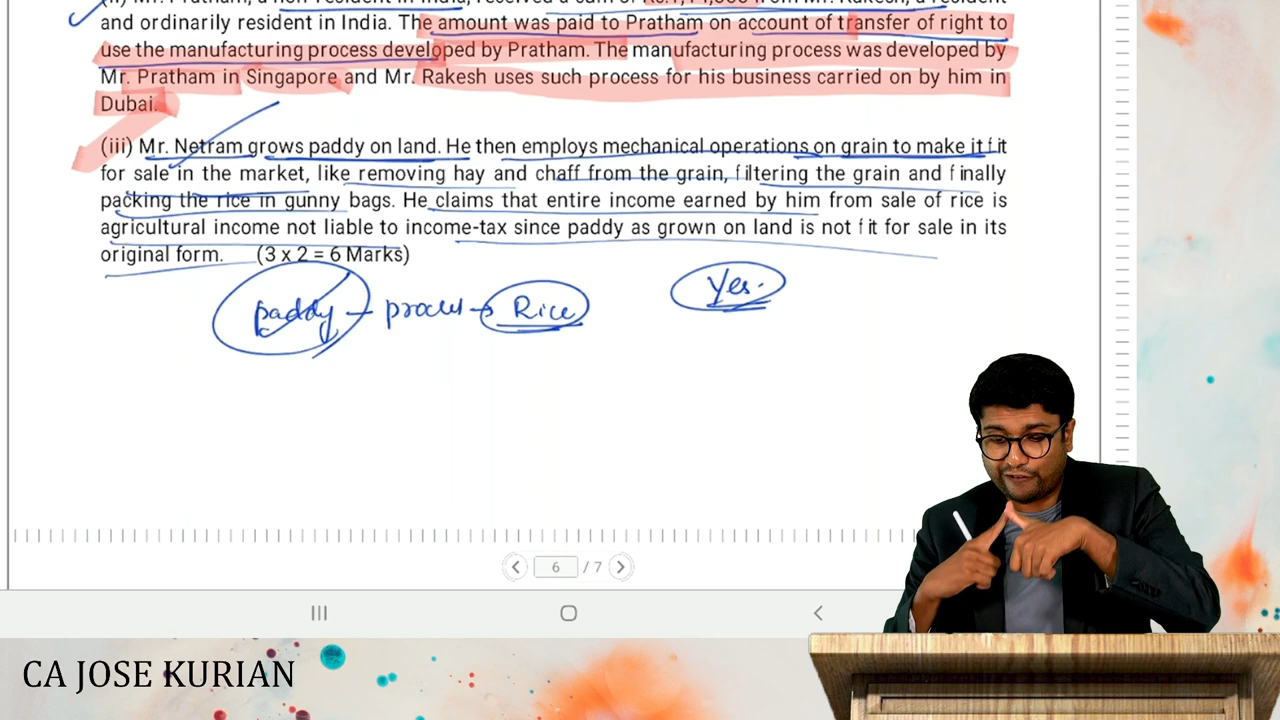 and ordinarily resident in India. The amount was paid to Pratham on account of transfer of right to
use the manufacturing process developed by Pratham. The manufacturing process was developed by
Mr. Pratham in Singapore and Mr. Rakesh uses such process for his business carried on by him in
Dubai.
(iii) Mr. Netram grows paddy on land. He then employs mechanical operations on grain to make it fit
for sale in the market, like removing hay and chaff from the grain, filtering the grain and finally
packing the rice in gunny bags. He claims that entire income earned by him from sale of rice is
agricultural income not liable to income-tax since paddy as grown on land is not fit for sale in its
original form. (3 x 2 = 6 Marks)
paddy - process → Rice Yes.
6 / 7
CA JOSE KURIAN